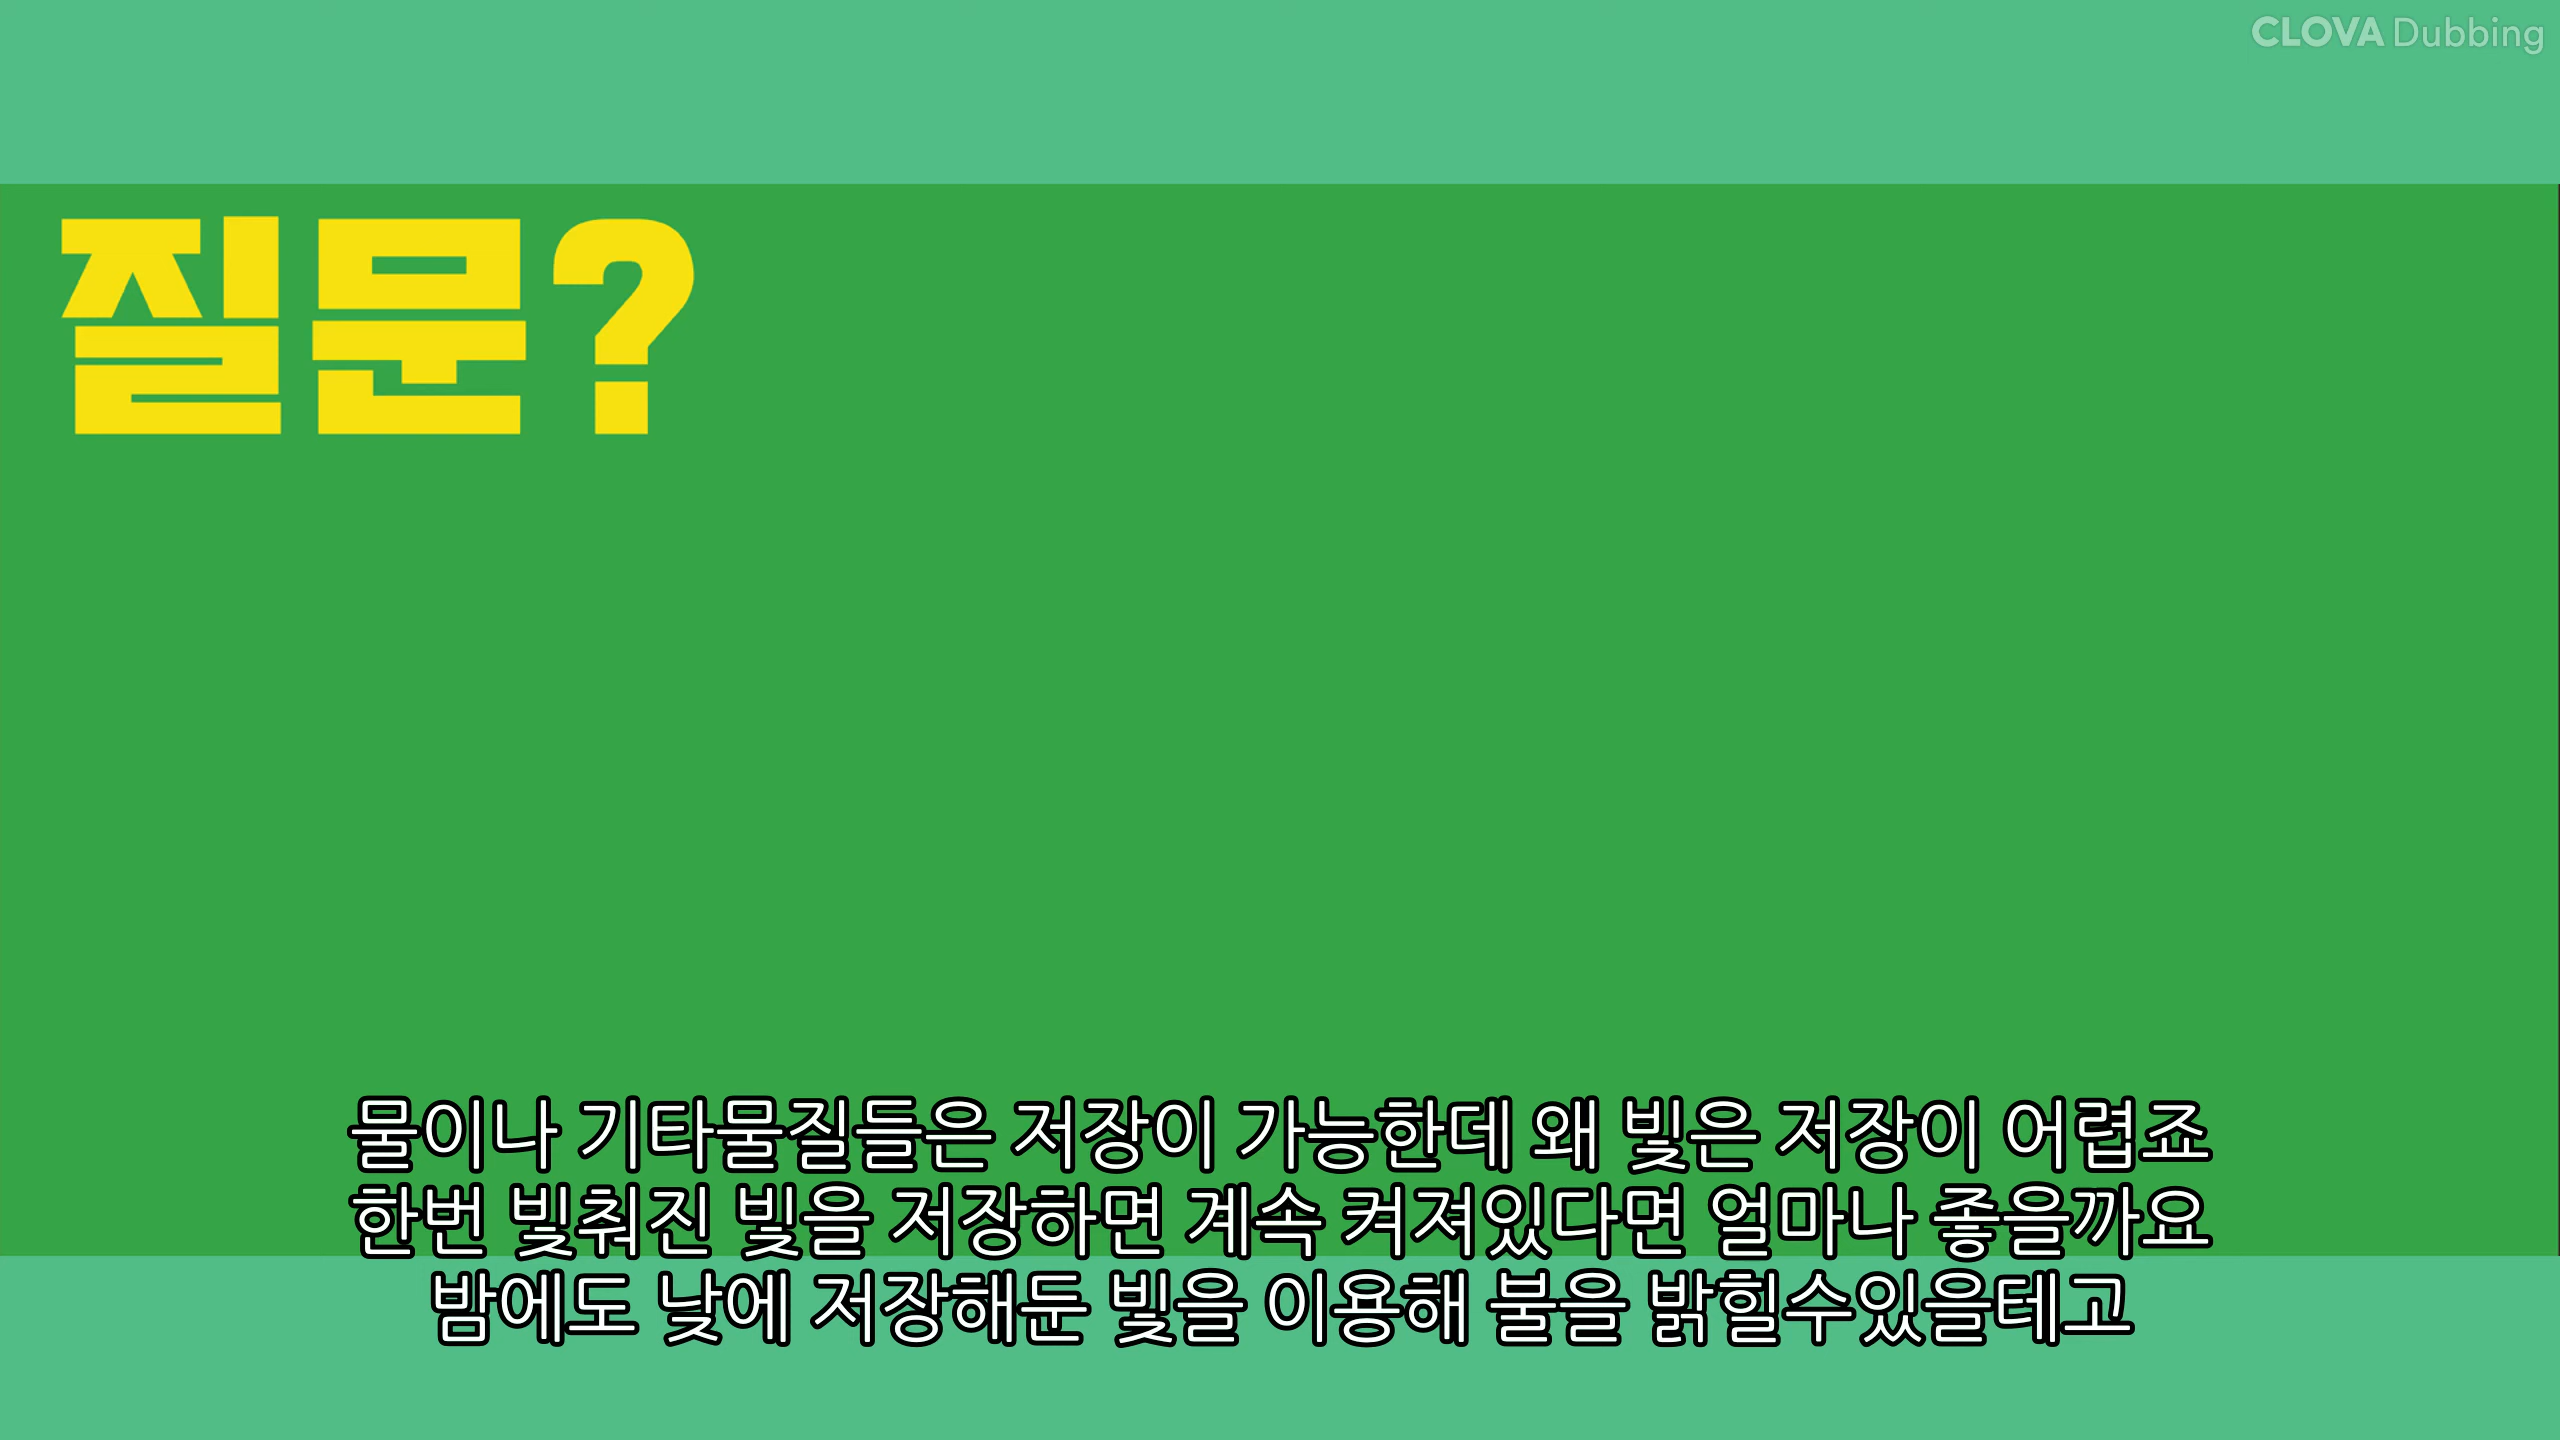 CLOVA Dubbing
질문?
물이나 기타물질들은 저장이 가능한데 왜 빛은 저장이 어렵죠
한번 빛춰진 빛을 저장하면 계속 켜져있다면 얼마나 좋을까요
밤에도 낮에 저장해둔 빛을 이용해 불을 밝힐수있을테고